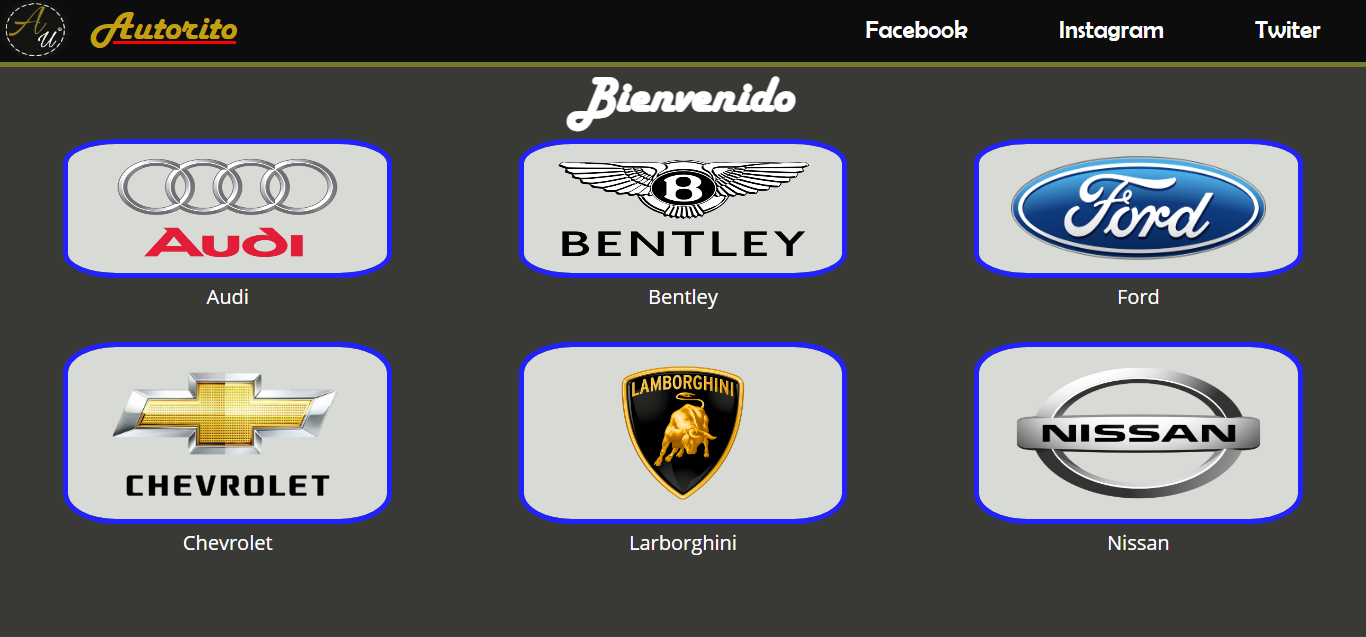 AU
Autorito
Facebook
Instagram
Twiter
Bienvenido
Audi
BENTLEY
Ford
Audi
Bentley
Ford
CHEVROLET
LAMBORGHINI
NISSAN
Chevrolet
Larborghini
Nissan